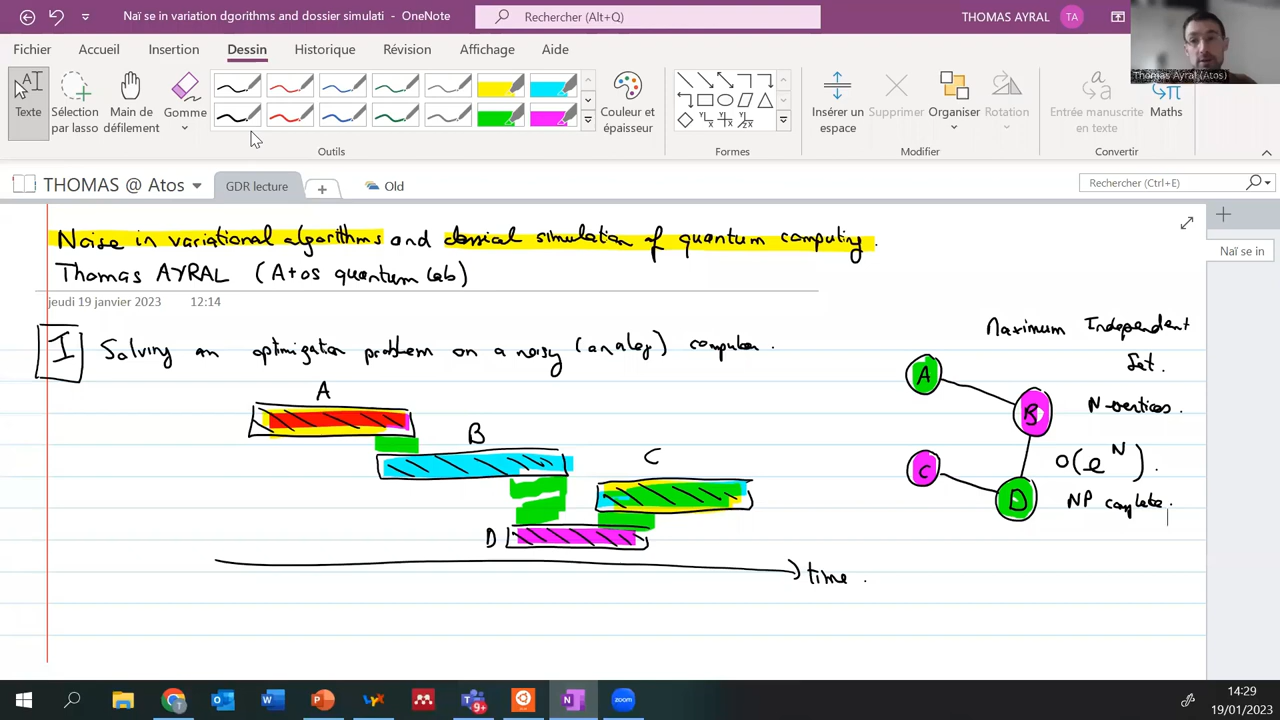 Naï se in variation dgorithms and dossier simulati - OneNote
Rechercher (Alt+Q)
THOMAS AYRAL
TA
Fichier
Accueil
Insertion
Dessin
Historique
Révision
Affichage
Aide
Thomas Ayral (Atos)
Texte
Sélection par lasso
Main de défilement
Gomme
Couleur et épaisseur
Insérer un espace
Supprimer
Organiser
Rotation
Entrée manuscrite en texte
Maths
Outils
Formes
Modifier
Convertir
THOMAS @ Atos
GDR lecture
Old
Rechercher (Ctrl+E)
Naï se in
Noise in variational algorithms and classical simulation of quantum computing.
Thomas AYRAL (Atos quantum lab)
jeudi 19 janvier 2023 12:14
I Solving an optimization problem on a noisy (analog) computer.
Maximum Independent
Set.
A
B
C
D
time.
A
B
C
D
N vertices.
O(e^N).
NP complete.
9+
zoom
14:29
19/01/2023